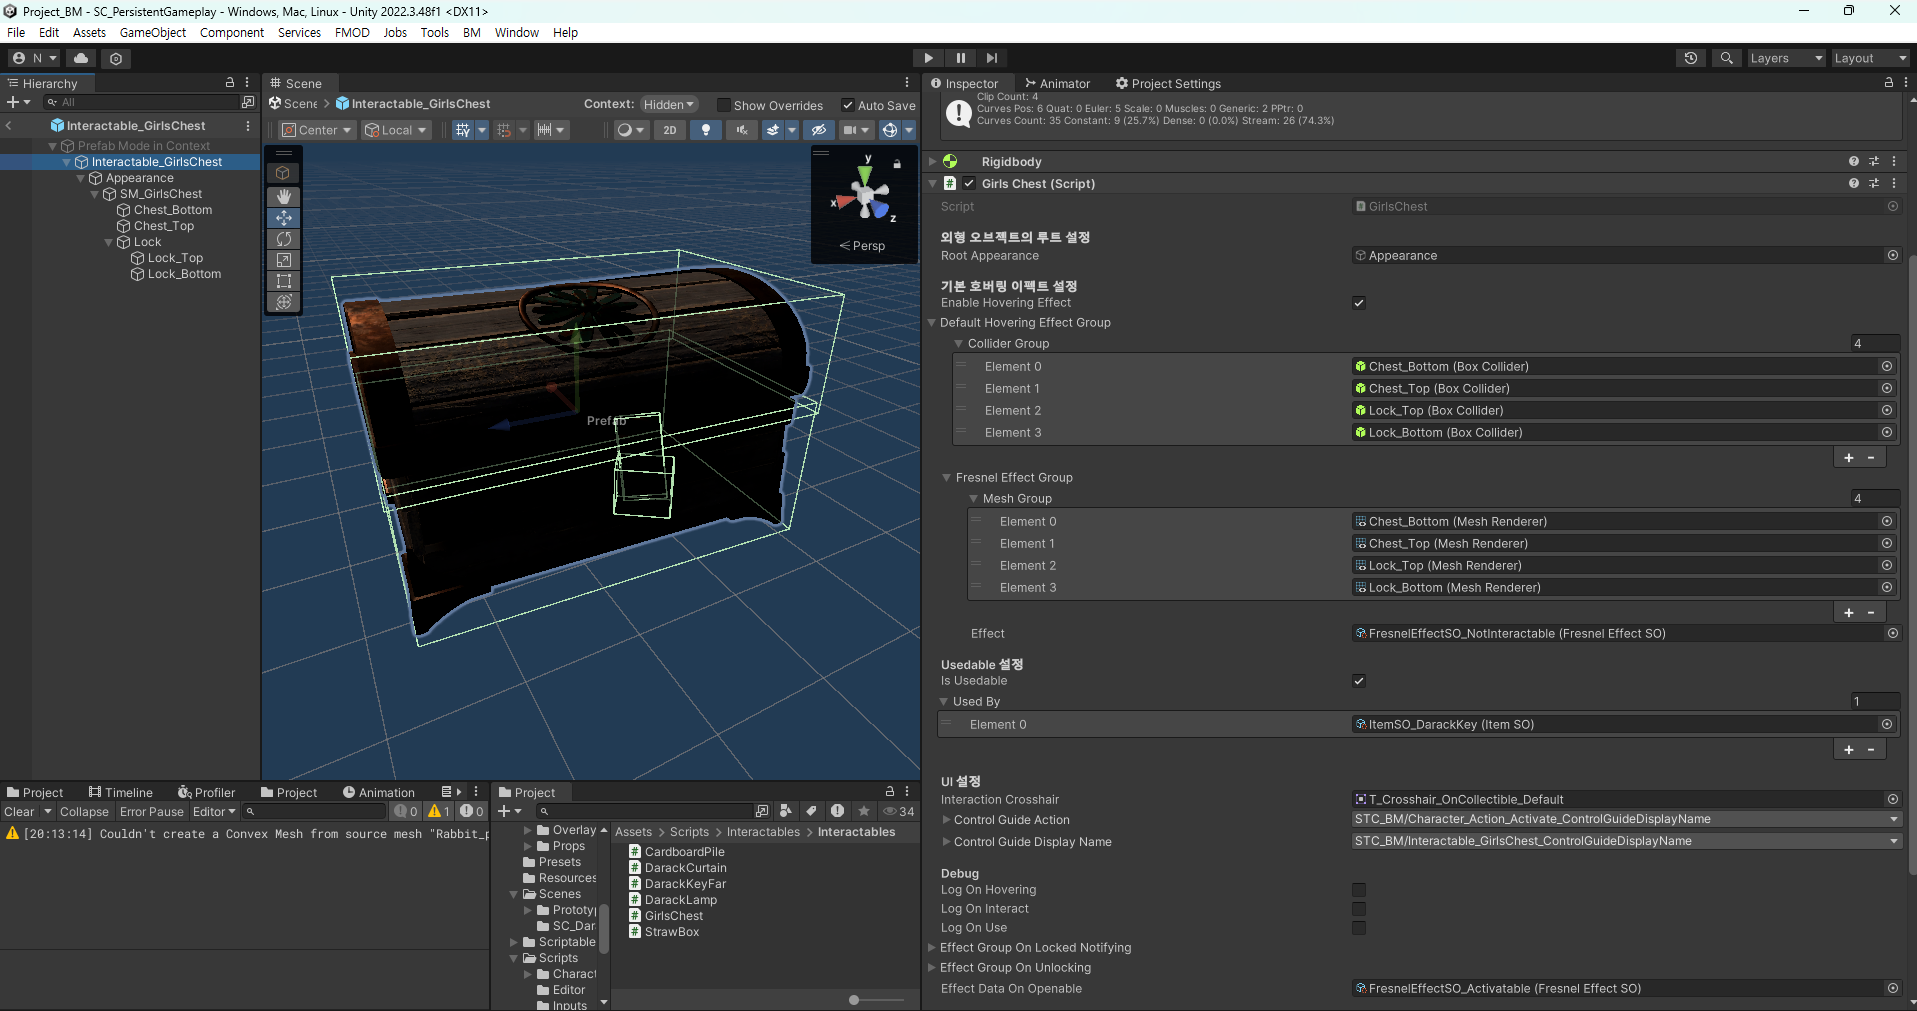 Project_BM - SC_PersistentGameplay - Windows, Mac, Linux - Unity 2022.3.48f1 <DX11>
File Edit Assets GameObject Component Services FMOD Jobs Tools BM Window Help
N
Layers
Layout
Hierarchy
All
Interactable_GirlsChest
Prefab Mode in Context
Interactable_GirlsChest
Appearance
SM_GirlsChest
Chest_Bottom
Chest_Top
Lock
Lock_Top
Lock_Bottom
Scene
Scene > Interactable_GirlsChest
Context: Hidden
Show Overrides
Auto Save
Center
Local
2D
y
x
z
Persp
Prefab
Inspector
Animator
Project Settings
Clip Count: 4
Curves Pos: 6 Quat: 0 Euler: 5 Scale: 0 Muscles: 0 Generic: 2 PPtr: 0
Curves Count: 35 Constant: 9 (25.7%) Dense: 0 (0.0%) Stream: 26 (74.3%)
Rigidbody
# Girls Chest (Script)
Script GirlsChest
외형 오브젝트의 루트 설정
Root Appearance Appearance
기본 호버링 이펙트 설정
Enable Hovering Effect
Default Hovering Effect Group
Collider Group 4
Element 0 Chest_Bottom (Box Collider)
Element 1 Chest_Top (Box Collider)
Element 2 Lock_Top (Box Collider)
Element 3 Lock_Bottom (Box Collider)
+ -
Fresnel Effect Group
Mesh Group 4
Element 0 Chest_Bottom (Mesh Renderer)
Element 1 Chest_Top (Mesh Renderer)
Element 2 Lock_Top (Mesh Renderer)
Element 3 Lock_Bottom (Mesh Renderer)
+ -
Effect FresnelEffectSO_NotInteractable (Fresnel Effect SO)
Usedable 설정
Is Usedable
Used By 1
Element 0 ItemSO_DarackKey (Item SO)
+ -
UI 설정
Interaction Crosshair T_Crosshair_OnCollectible_Default
Control Guide Action STC_BM/Character_Action_Activate_ControlGuideDisplayName
Control Guide Display Name STC_BM/Interactable_GirlsChest_ControlGuideDisplayName
Debug
Log On Hovering
Log On Interact
Log On Use
Effect Group On Locked Notifying
Effect Group On Unlocking
Effect Data On Openable FresnelEffectSO_Activatable (Fresnel Effect SO)
Project
Timeline
Profiler
Project
Animation
Clear
Collapse
Error Pause
Editor
0
1
0
[20:13:14] Couldn't create a Convex Mesh from source mesh "Rabbit_p
Project
34
Overlay
Props
Presets
Resources
Scenes
Prototyp
SC_Dar
Scriptable
Scripts
Charact
Editor
Inputs
Assets > Scripts > Interactables > Interactables
# CardboardPile
# DarackCurtain
# DarackKeyFar
# DarackLamp
# GirlsChest
# StrawBox